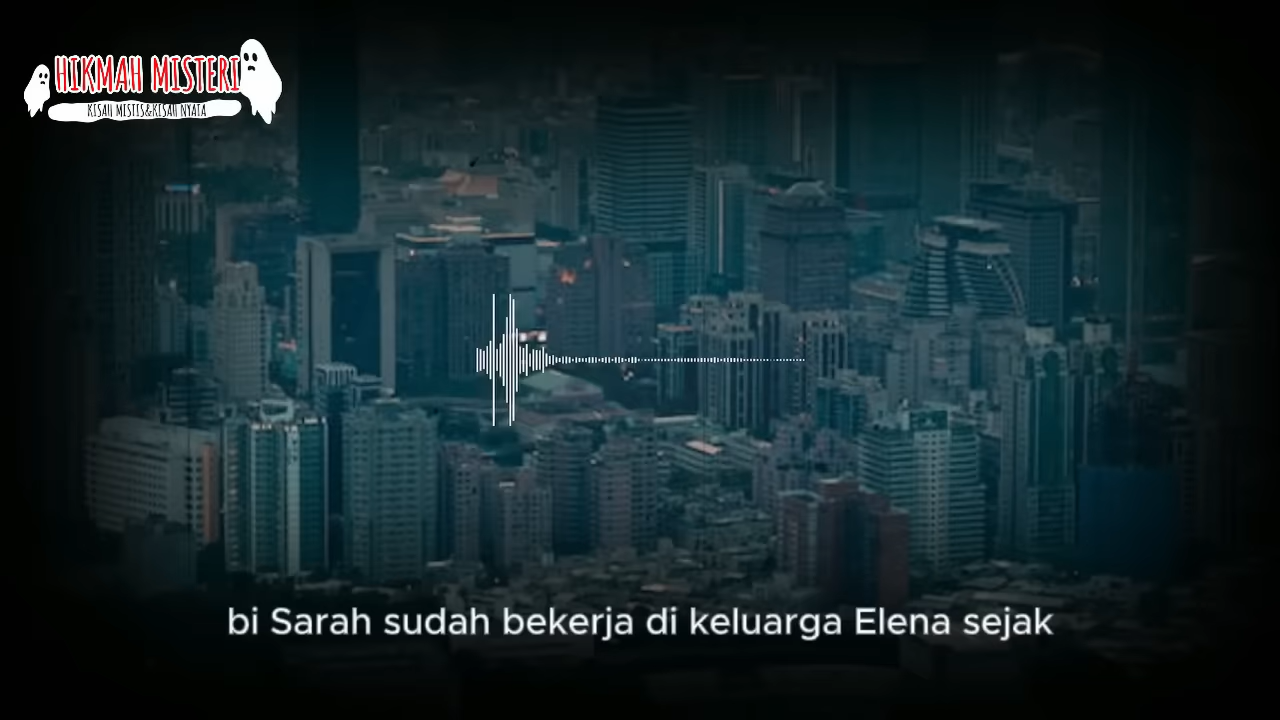 HIKMAH MISTERI
KISAH MISTIS&KISAH NYATA
bi Sarah sudah bekerja di keluarga Elena sejak